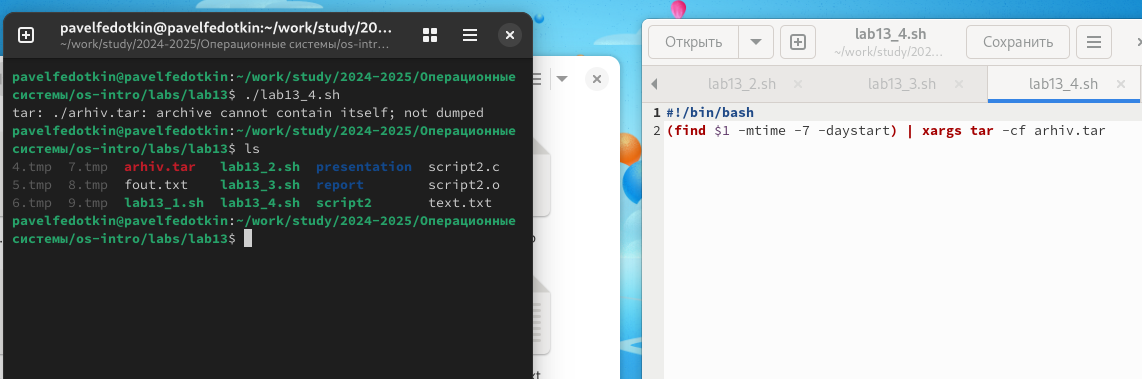 pavelfedotkin@pavelfedotkin:~/work/study/20...
~/work/study/2024-2025/Операционные системы/os-intr...
pavelfedotkin@pavelfedotkin:~/work/study/2024-2025/Операционные
системы/os-intro/labs/lab13$ ./lab13_4.sh
tar: ./arhiv.tar: archive cannot contain itself; not dumped
pavelfedotkin@pavelfedotkin:~/work/study/2024-2025/Операционные
системы/os-intro/labs/lab13$ ls
4.tmp 7.tmp arhiv.tar lab13_2.sh presentation script2.c
5.tmp 8.tmp fout.txt lab13_3.sh report script2.o
6.tmp 9.tmp lab13_1.sh lab13_4.sh script2 text.txt
pavelfedotkin@pavelfedotkin:~/work/study/2024-2025/Операционные
системы/os-intro/labs/lab13$
Открыть
lab13_4.sh
~/work/study/202...
Сохранить
lab13_2.sh
lab13_3.sh
lab13_4.sh
1 #!/bin/bash
2 (find $1 -mtime -7 -daystart) | xargs tar -cf arhiv.tar